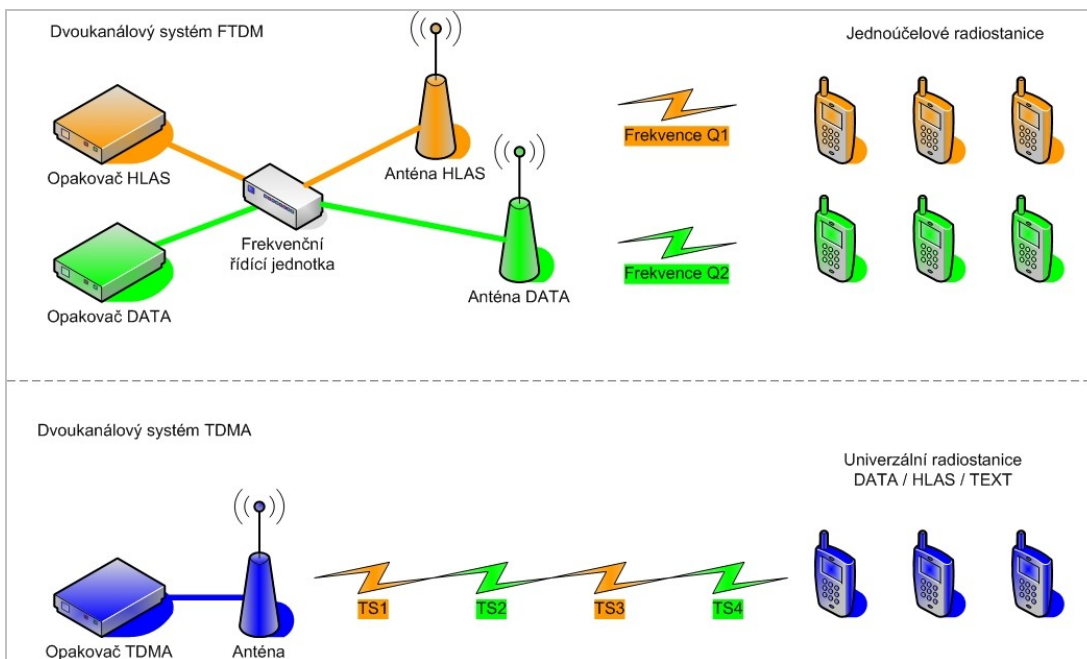 Dvoukanálový systém FTDM
Jednoúčelové radiostanice
Opakovač HLAS
Anténa HLAS
Frekvence Q1
Frekvenční
řídící jednotka
Opakovač DATA
Anténa DATA
Frekvence Q2
Dvoukanálový systém TDMA
Univerzální radiostanice
DATA / HLAS / TEXT
TS1
TS2
TS3
TS4
Opakovač TDMA
Anténa